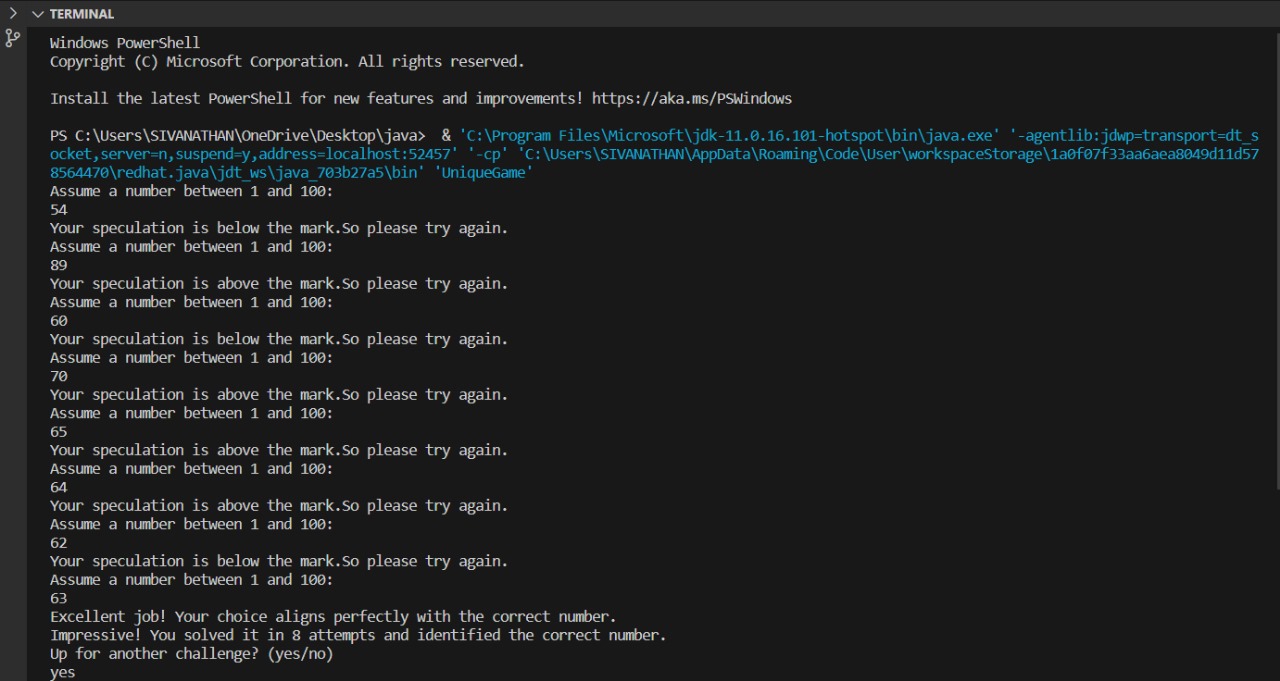 TERMINAL
Windows PowerShell
Copyright (C) Microsoft Corporation. All rights reserved.
Install the latest PowerShell for new features and improvements! https://aka.ms/PSWindows
PS C:\Users\SIVANATHAN\OneDrive\Desktop\java>  & 'C:\Program Files\Microsoft\jdk-11.0.16.101-hotspot\bin\java.exe' '-agentlib:jdwp=transport=dt_s
ocket,server=n,suspend=y,address=localhost:52457' '-cp' 'C:\Users\SIVANATHAN\AppData\Roaming\Code\User\workspaceStorage\1a0f07f33aa6aea8049d11d57
8564470\redhat.java\jdt_ws\java_703b27a5\bin' 'UniqueGame'
Assume a number between 1 and 100:
54
Your speculation is below the mark.So please try again.
Assume a number between 1 and 100:
89
Your speculation is above the mark.So please try again.
Assume a number between 1 and 100:
60
Your speculation is below the mark.So please try again.
Assume a number between 1 and 100:
70
Your speculation is above the mark.So please try again.
Assume a number between 1 and 100:
65
Your speculation is above the mark.So please try again.
Assume a number between 1 and 100:
64
Your speculation is above the mark.So please try again.
Assume a number between 1 and 100:
62
Your speculation is below the mark.So please try again.
Assume a number between 1 and 100:
63
Excellent job! Your choice aligns perfectly with the correct number.
Impressive! You solved it in 8 attempts and identified the correct number.
Up for another challenge? (yes/no)
yes